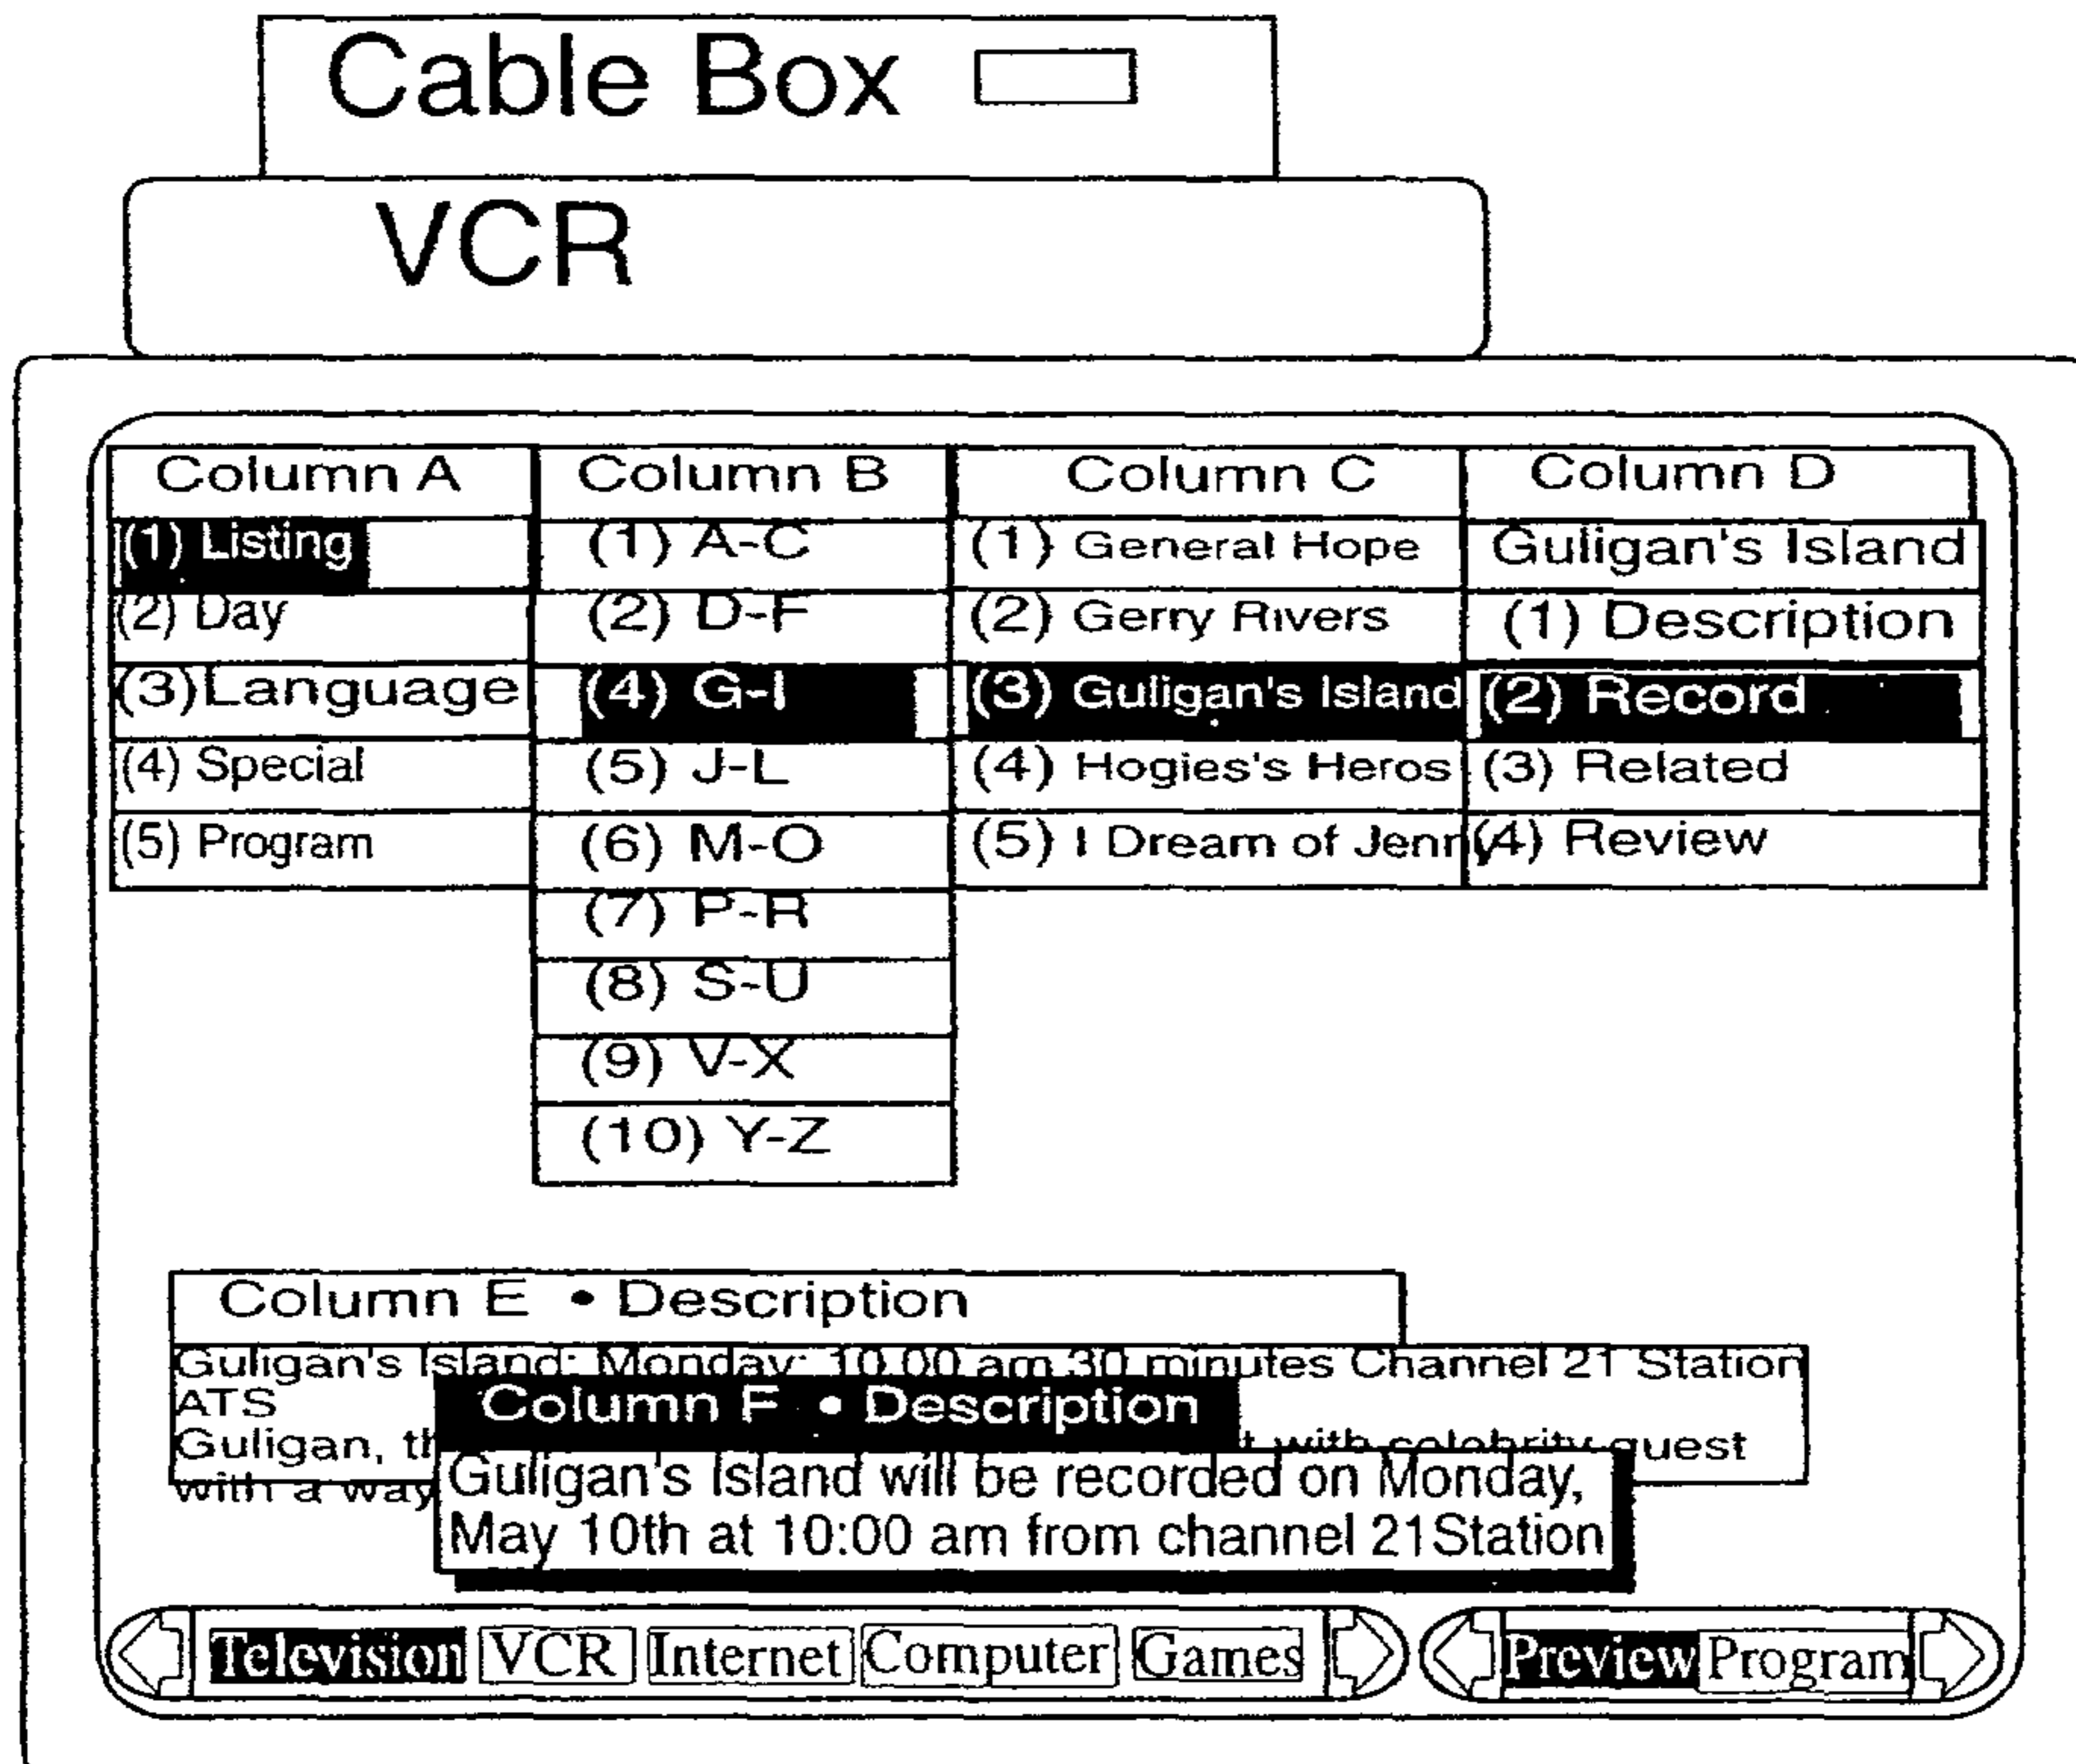 Cable Box
VCR
Column A
(1) Listing
(2) Day
(3)Language
(4) Special
(5) Program
Column B
(1) A-C
(2) D-F
(4) G-I
(5) J-L
(6) M-O
(7) P-R
(8) S-U
(9) V-X
(10) Y-Z
Column C
(1) General Hope
(2) Gerry Rivers
(3) Guligan's Island
(4) Hogies's Heros
(5) I Dream of Jenny
Column D
Guligan's Island
(1) Description
(2) Record
(3) Related
(4) Review
Column E • Description
Guligan's Island: Monday: 10.00 am 30 minutes Channel 21 Station
ATS
Guligan, with celebrity guest
with a way
Column F • Description
Guligan's Island will be recorded on Monday,
May 10th at 10:00 am from channel 21Station
Television VCR Internet Computer Games
Preview Program